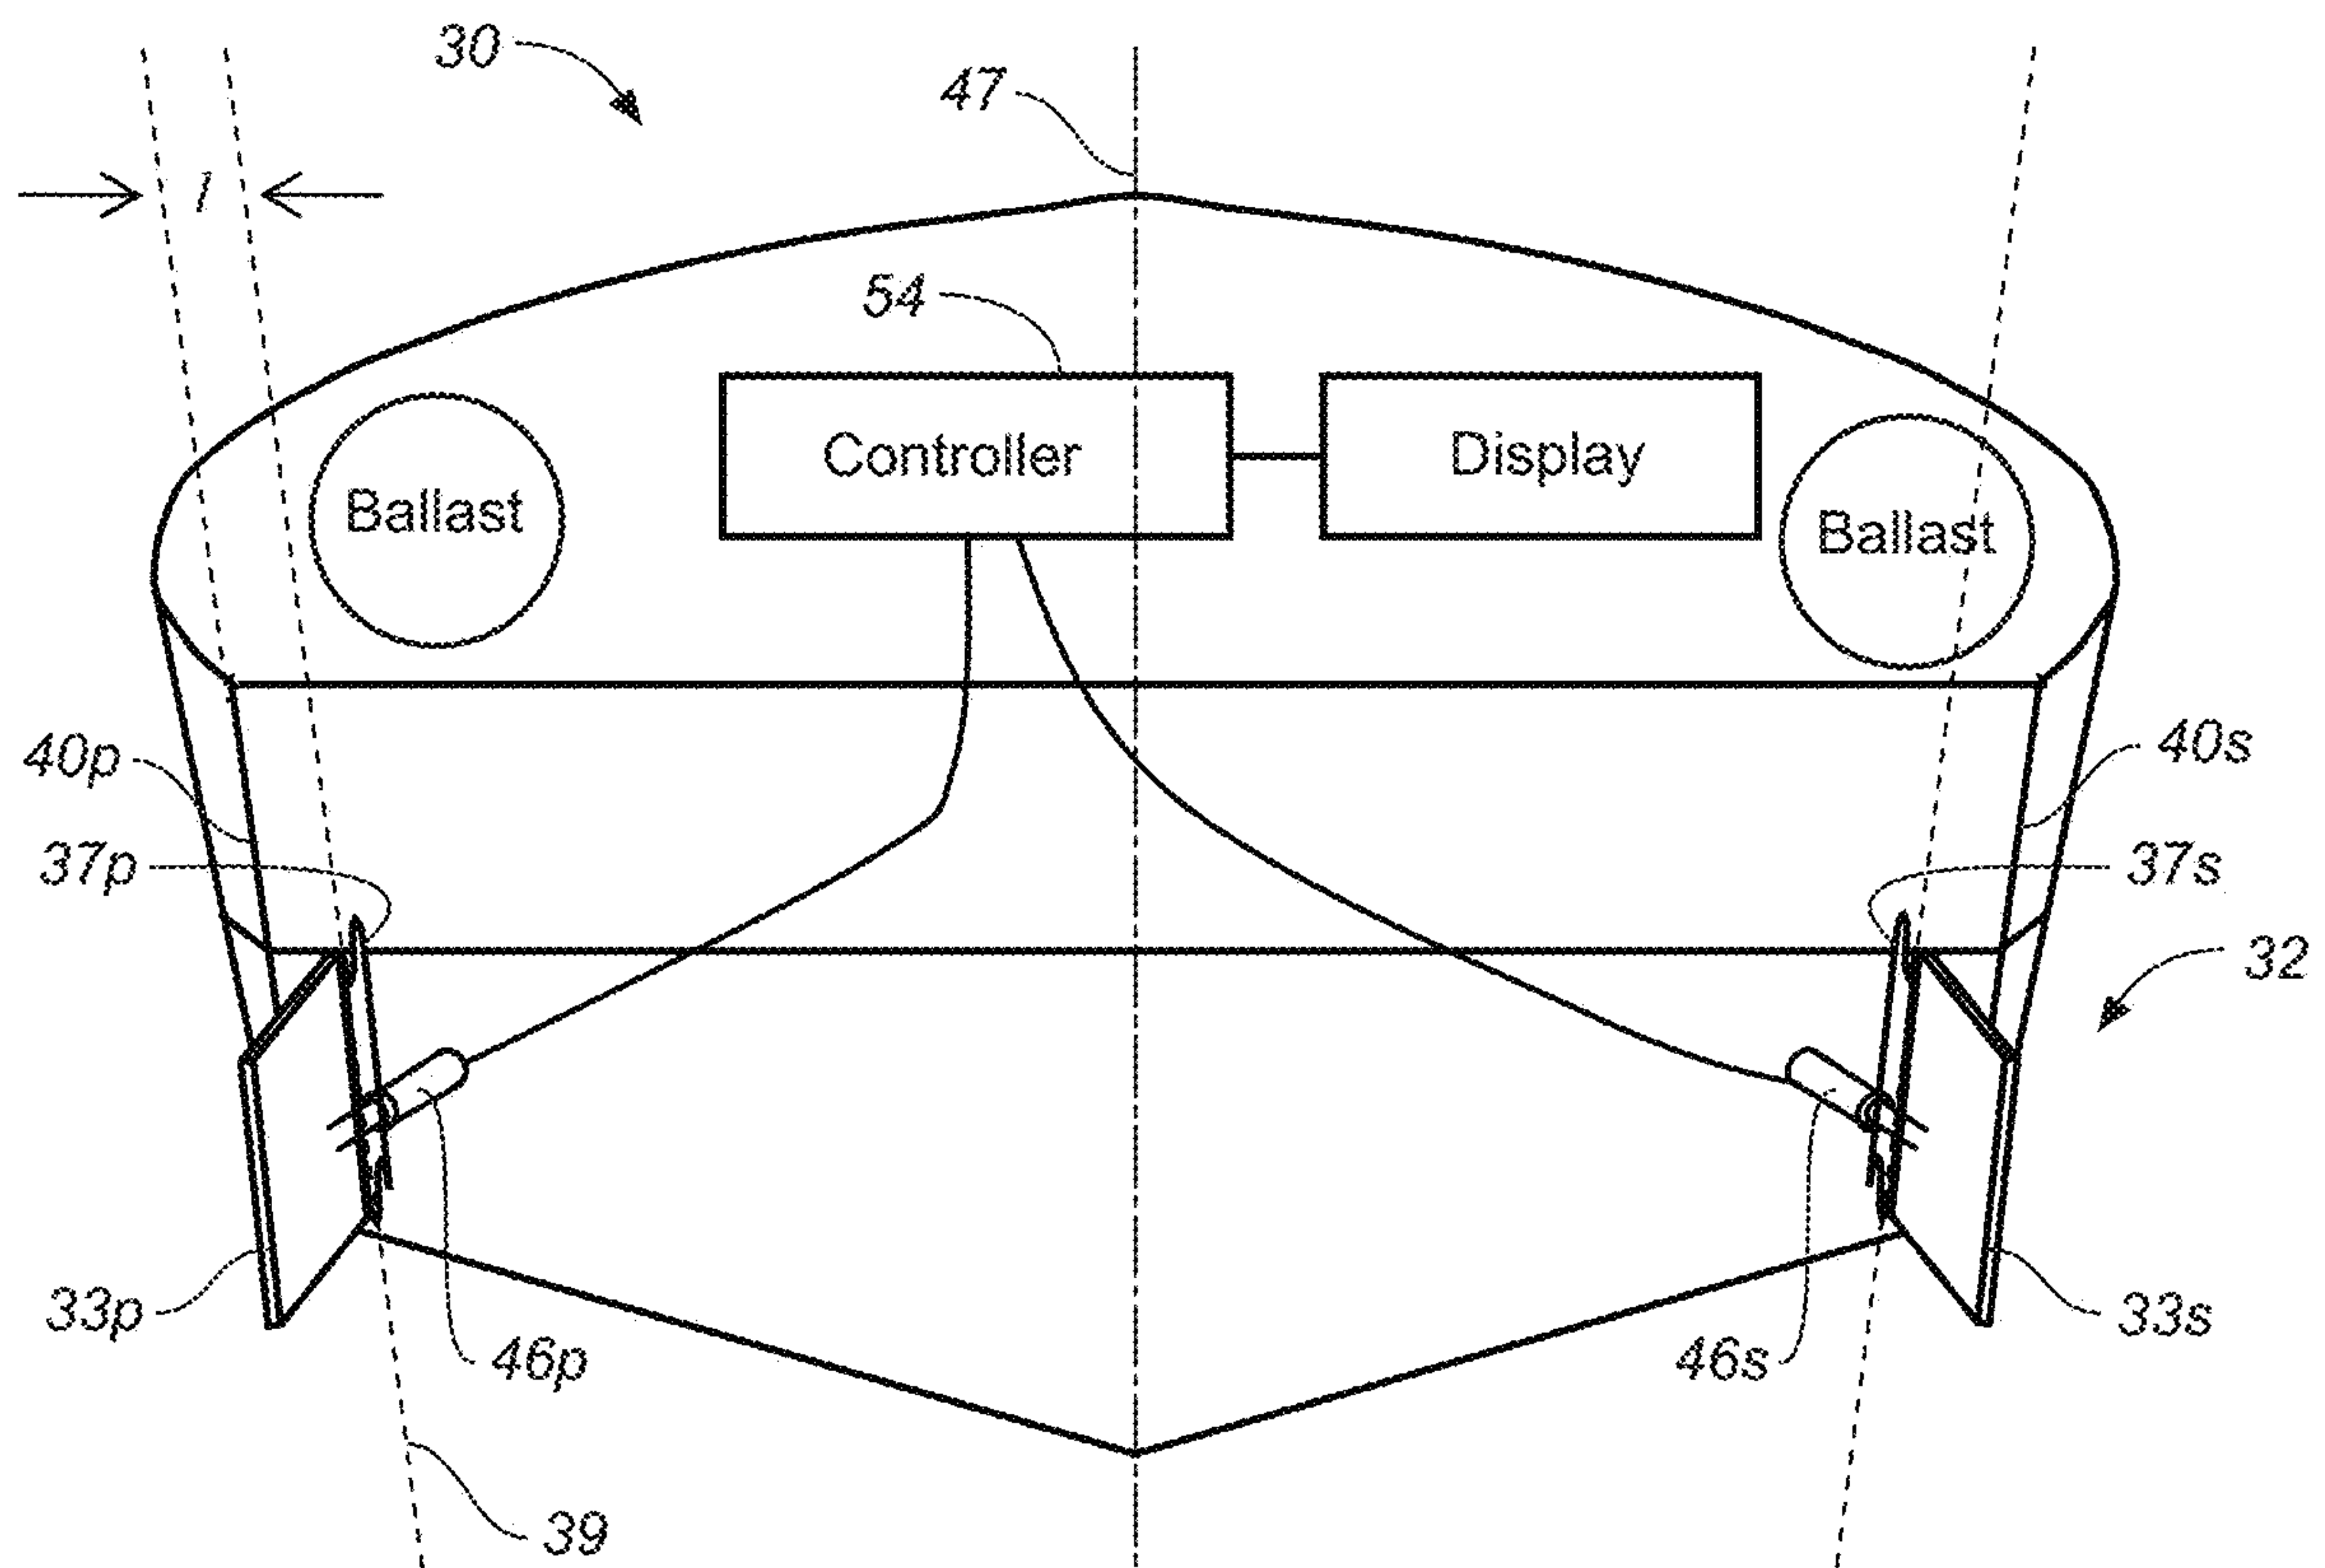 30
47
I
54
Controller
Display
Ballast
Ballast
40p
40s
37p
37s
32
33p
33s
46p
46s
39